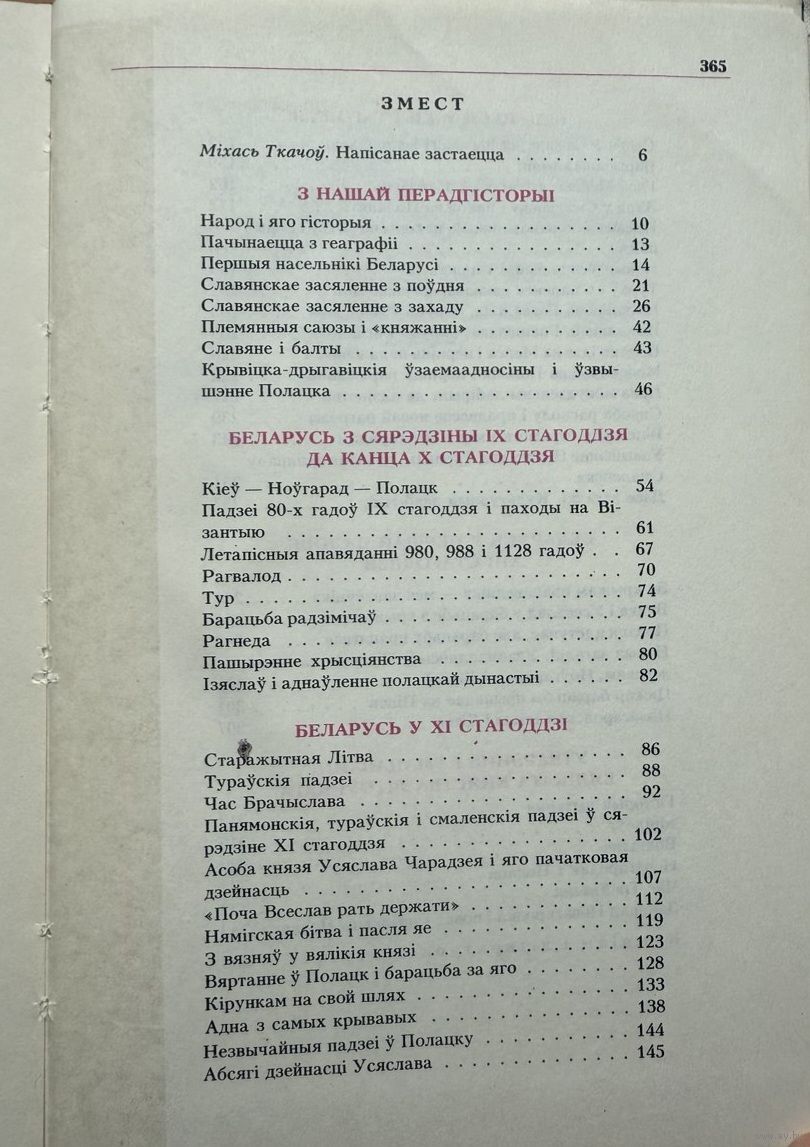 365
ЗМЕСТ
Міхась Ткачоў. Напісанае застаецца . . . . . . . . 6
З НАШАЙ ПЕРАДГІСТОРЫІ
Народ і яго гісторыя . . . . . . . . . . . . . . . . . 10
Пачынаецца з геаграфіі . . . . . . . . . . . . . . . 13
Першыя насельнікі Беларусі . . . . . . . . . . . . 14
Славянскае засяленне з поўдня . . . . . . . . . . 21
Славянскае засяленне з захаду . . . . . . . . . . 26
Племянныя саюзы і «княжанні» . . . . . . . . . . 42
Славяне і балты . . . . . . . . . . . . . . . . . . . 43
Крывіцка-дрыгавіцкія ўзаемаадносіны і ўзвы-
шэнне Полацка . . . . . . . . . . . . . . . . . . . . 46
БЕЛАРУСЬ З СЯРЭДЗІНЫ ІХ СТАГОДДЗЯ
ДА КАНЦА Х СТАГОДДЗЯ
Кіеў — Ноўгарад — Полацк . . . . . . . . . . . . 54
Падзеі 80-х гадоў IX стагоддзя і паходы на Ві-
зантыю . . . . . . . . . . . . . . . . . . . . . . . . 61
Летапісныя апавяданні 980, 988 і 1128 гадоў . . 67
Рагвалод . . . . . . . . . . . . . . . . . . . . . . . . 70
Тур . . . . . . . . . . . . . . . . . . . . . . . . . . . 74
Барацьба радзімічаў . . . . . . . . . . . . . . . . . 75
Рагнеда . . . . . . . . . . . . . . . . . . . . . . . . 77
Пашырэнне хрысціянства . . . . . . . . . . . . . 80
Ізяслаў і аднаўленне полацкай дынастыі . . . . . . 82
БЕЛАРУСЬ У ХІ СТАГОДДЗІ
Старажытная Літва . . . . . . . . . . . . . . . . . . 86
Тураўскія падзеі . . . . . . . . . . . . . . . . . . 88
Час Брачыслава . . . . . . . . . . . . . . . . . . . 92
Панямонскія, тураўскія і смаленскія падзеі ў ся-
рэдзіне XI стагоддзя . . . . . . . . . . . . . . . . 102
Асоба князя Усяслава Чарадзея і яго пачатковая
дзейнасць . . . . . . . . . . . . . . . . . . . . . . . 107
«Поча Всеслав рать держати» . . . . . . . . . . . 112
Нямігская бітва і пасля яе . . . . . . . . . . . . . 119
З вязняў у вялікія князі . . . . . . . . . . . . . . 123
Вяртанне ў Полацк і барацьба за яго . . . . . . . 128
Кірункам на свой шлях . . . . . . . . . . . . . . . 133
Адна з самых крывавых . . . . . . . . . . . . . . 138
Незвычайныя падзеі ў Полацку . . . . . . . . . . 144
Абсягі дзейнасці Усяслава . . . . . . . . . . . . . 145